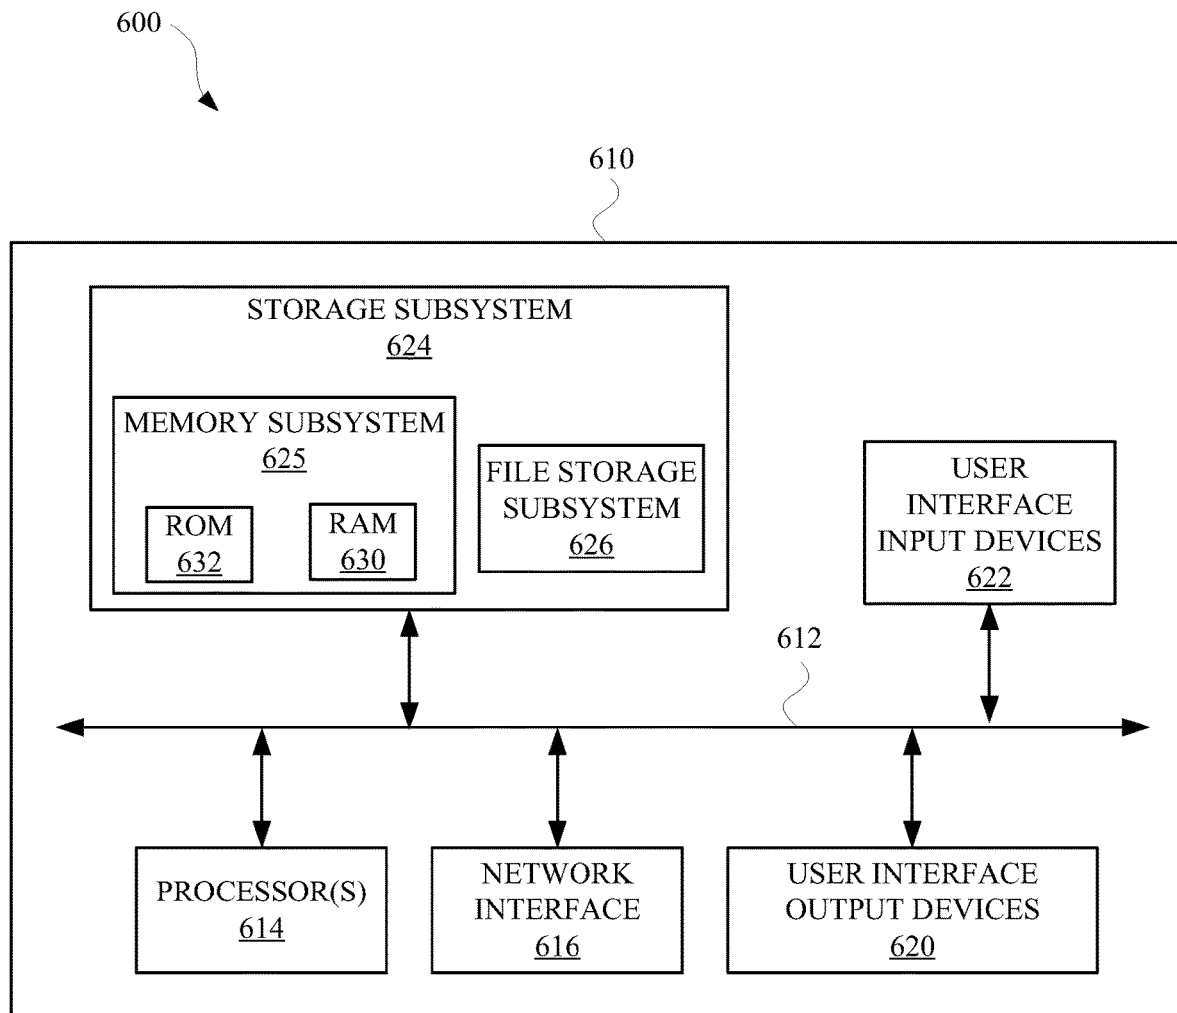 600
610
STORAGE SUBSYSTEM
624
MEMORY SUBSYSTEM
625
ROM
632
RAM
630
FILE STORAGE
SUBSYSTEM
626
USER
INTERFACE
INPUT DEVICES
622
612
PROCESSOR(S)
614
NETWORK
INTERFACE
616
USER INTERFACE
OUTPUT DEVICES
620